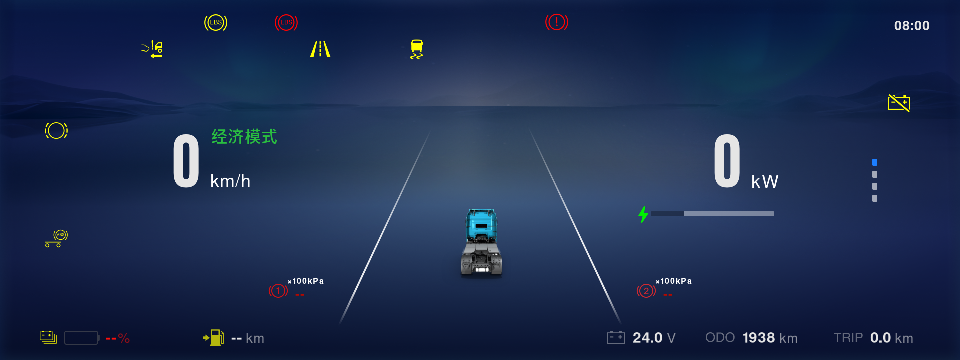 08:00
0
经济模式
km/h
0
kW
1
×100kPa
--
2
×100kPa
--
--%
-- km
24.0 V
ODO 1938 km
TRIP 0.0 km